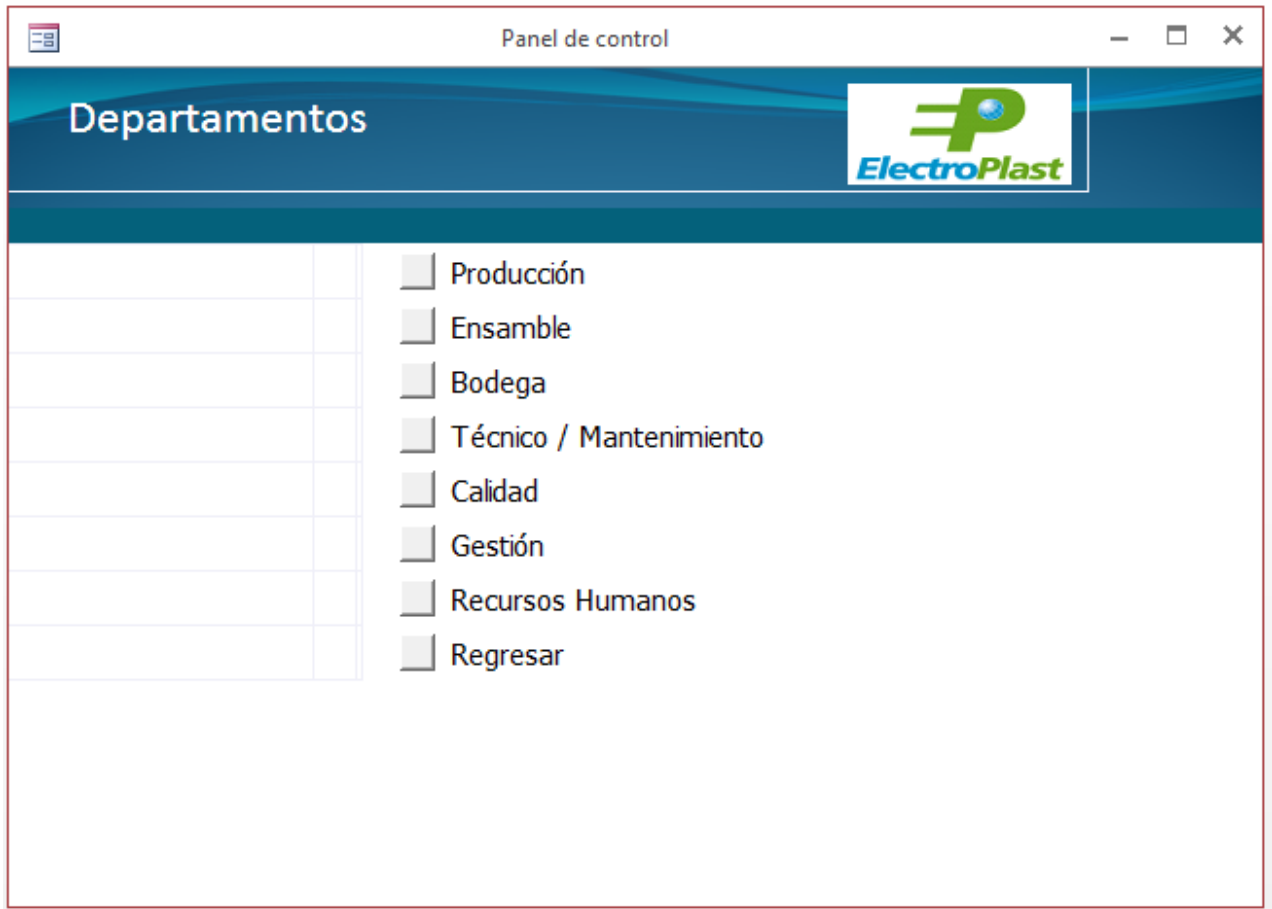 Panel de control
Departamentos
ElectroPlast
Producción
Ensamble
Bodega
Técnico / Mantenimiento
Calidad
Gestión
Recursos Humanos
Regresar